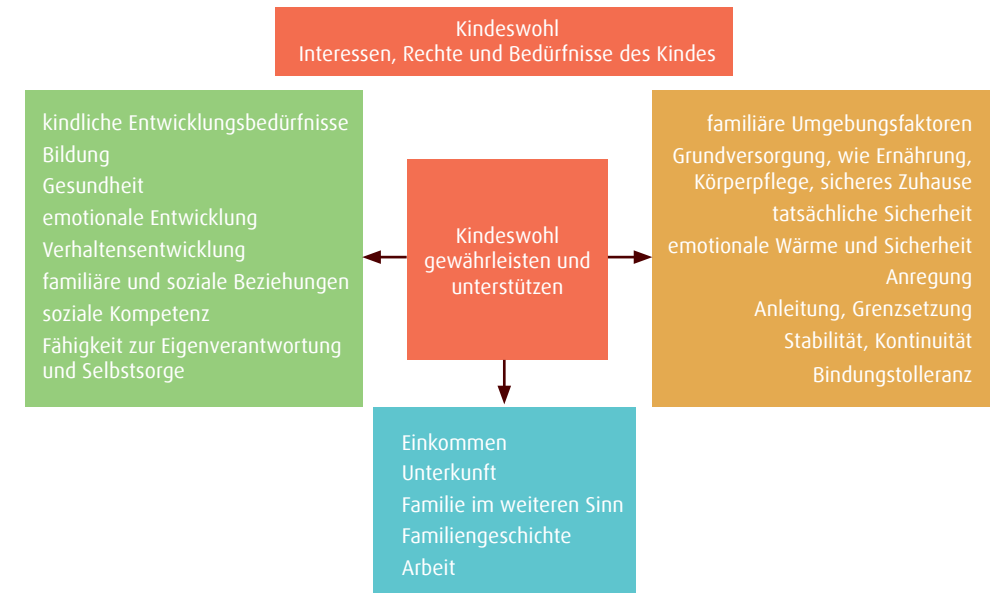 Kindeswohl
Interessen, Rechte und Bedürfnisse des Kindes
kindliche Entwicklungsbedürfnisse
Bildung
Gesundheit
emotionale Entwicklung
Verhaltensentwicklung
familiäre und soziale Beziehungen
soziale Kompetenz
Fähigkeit zur Eigenverantwortung
und Selbstsorge
Kindeswohl
gewährleisten und
unterstützen
familiäre Umgebungsfaktoren
Grundversorgung, wie Ernährung,
Körperpflege, sicheres Zuhause
tatsächliche Sicherheit
emotionale Wärme und Sicherheit
Anregung
Anleitung, Grenzsetzung
Stabilität, Kontinuität
Bindungstolleranz
Einkommen
Unterkunft
Familie im weiteren Sinn
Familiengeschichte
Arbeit